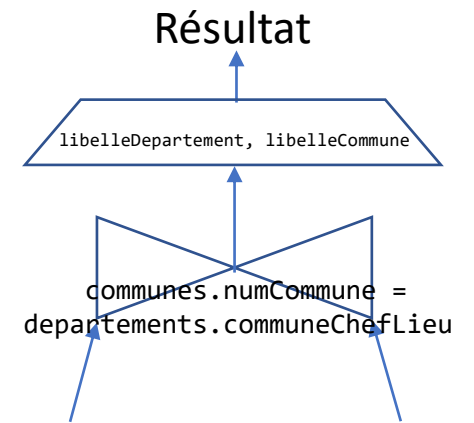 Résultat
libelleDepartement, libelleCommune
communes.numCommune =
departements.communeChefLieu